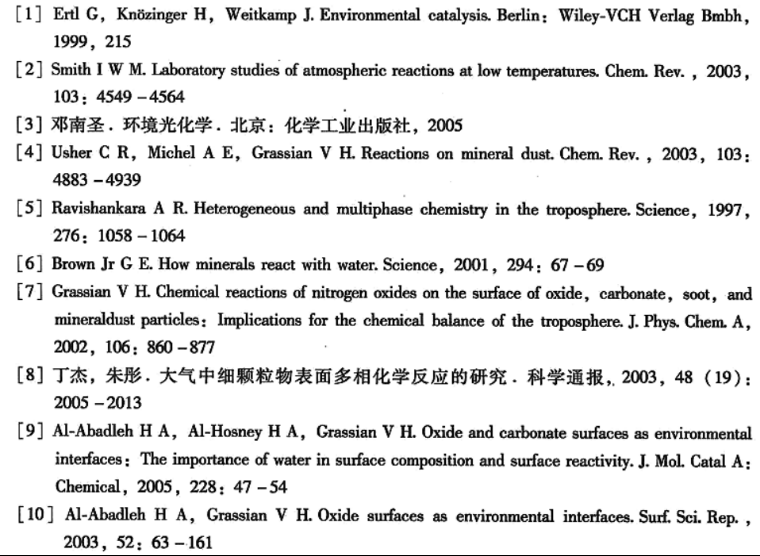 [1] Ertl G, Knözinger H, Weitkamp J. Environmental catalysis. Berlin: Wiley-VCH Verlag Bmbh,
1999, 215
[2] Smith I W M. Laboratory studies of atmospheric reactions at low temperatures. Chem. Rev. , 2003,
103: 4549-4564
[3] 邓南圣. 环境光化学. 北京: 化学工业出版社, 2005
[4] Usher C R, Michel A E, Grassian V H. Reactions on mineral dust. Chem. Rev. , 2003, 103:
4883-4939
[5] Ravishankara A R. Heterogeneous and multiphase chemistry in the troposphere. Science, 1997,
276: 1058-1064
[6] Brown Jr G E. How minerals react with water. Science, 2001, 294: 67-69
[7] Grassian V H. Chemical reactions of nitrogen oxides on the surface of oxide, carbonate, soot, and
mineraldust particles: Implications for the chemical balance of the troposphere. J. Phys. Chem. A,
2002, 106: 860-877
[8] 丁杰, 朱彤. 大气中细颗粒物表面多相化学反应的研究. 科学通报, 2003, 48 (19):
2005-2013
[9] Al-Abadleh H A, Al-Hosney H A, Grassian V H. Oxide and carbonate surfaces as environmental
interfaces: The importance of water in surface composition and surface reactivity. J. Mol. Catal A:
Chemical, 2005, 228: 47-54
[10] Al-Abadleh H A, Grassian V H. Oxide surfaces as environmental interfaces. Surf. Sci. Rep. ,
2003, 52: 63-161